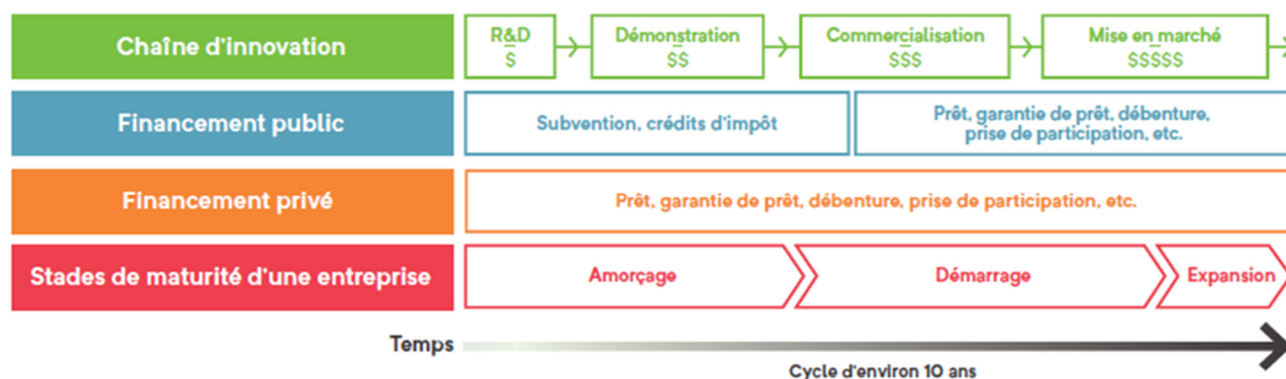 Chaîne d'innovation
R&D
$
Démonstration
$$
Commercialisation
$$$
Mise en marché
$$$$$
Financement public
Subvention, crédits d'impôt
Prêt, garantie de prêt, débenture,
prise de participation, etc.
Financement privé
Prêt, garantie de prêt, débenture, prise de participation, etc.
Stades de maturité d'une entreprise
Amorçage
Démarrage
Expansion
Temps
Cycle d'environ 10 ans